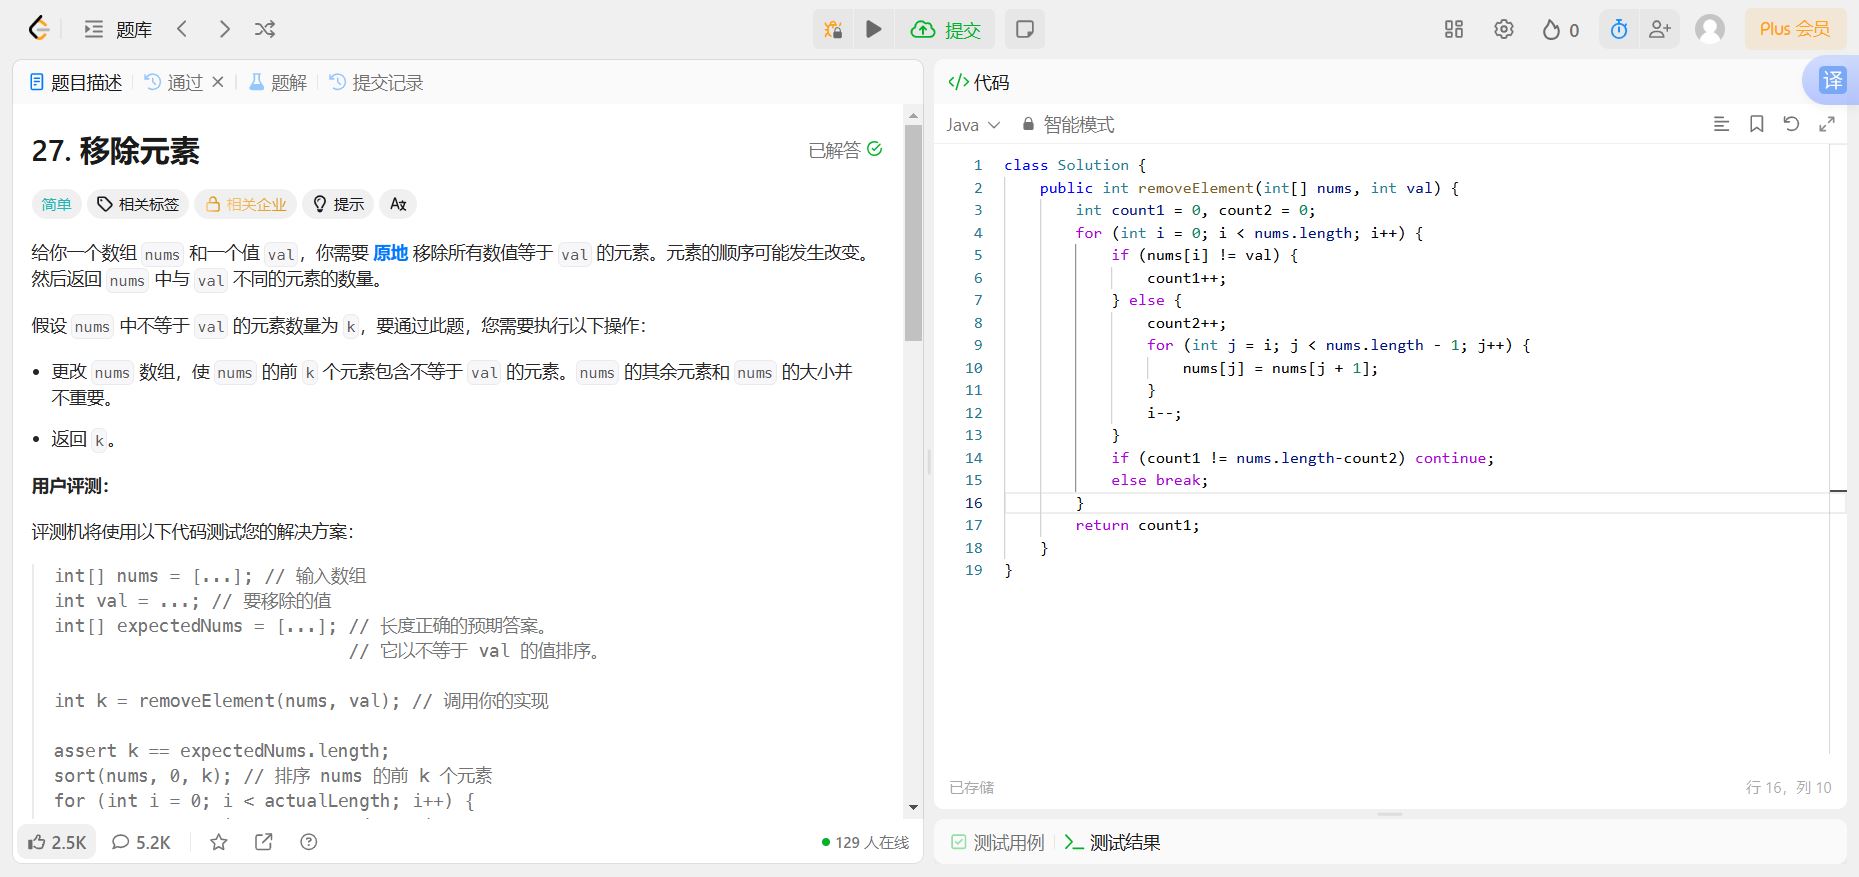 题库
提交
0
Plus 会员
题目描述
通过
题解
提交记录
27. 移除元素
已解答
简单
相关标签
相关企业
提示
给你一个数组 nums 和一个值 val，你需要 原地 移除所有数值等于 val 的元素。元素的顺序可能发生改变。
然后返回 nums 中与 val 不同的元素的数量。
假设 nums 中不等于 val 的元素数量为 k，要通过此题，您需要执行以下操作：
更改 nums 数组，使 nums 的前 k 个元素包含不等于 val 的元素。nums 的其余元素和 nums 的大小并
不重要。
返回 k。
用户评测：
评测机将使用以下代码测试您的解决方案：
int[] nums = [...]; // 输入数组
int val = ...; // 要移除的值
int[] expectedNums = [...]; // 长度正确的预期答案。
// 它以不等于 val 的值排序。
int k = removeElement(nums, val); // 调用你的实现
assert k == expectedNums.length;
sort(nums, 0, k); // 排序 nums 的前 k 个元素
for (int i = 0; i < actualLength; i++) {
2.5K
5.2K
129 人在线
代码
译
Java
智能模式
1 class Solution {
2 public int removeElement(int[] nums, int val) {
3 int count1 = 0, count2 = 0;
4 for (int i = 0; i < nums.length; i++) {
5 if (nums[i] != val) {
6 count1++;
7 } else {
8 count2++;
9 for (int j = i; j < nums.length - 1; j++) {
10 nums[j] = nums[j + 1];
11 }
12 i--;
13 }
14 if (count1 != nums.length-count2) continue;
15 else break;
16 }
17 return count1;
18 }
19 }
已存储
行 16，列 10
测试用例
测试结果